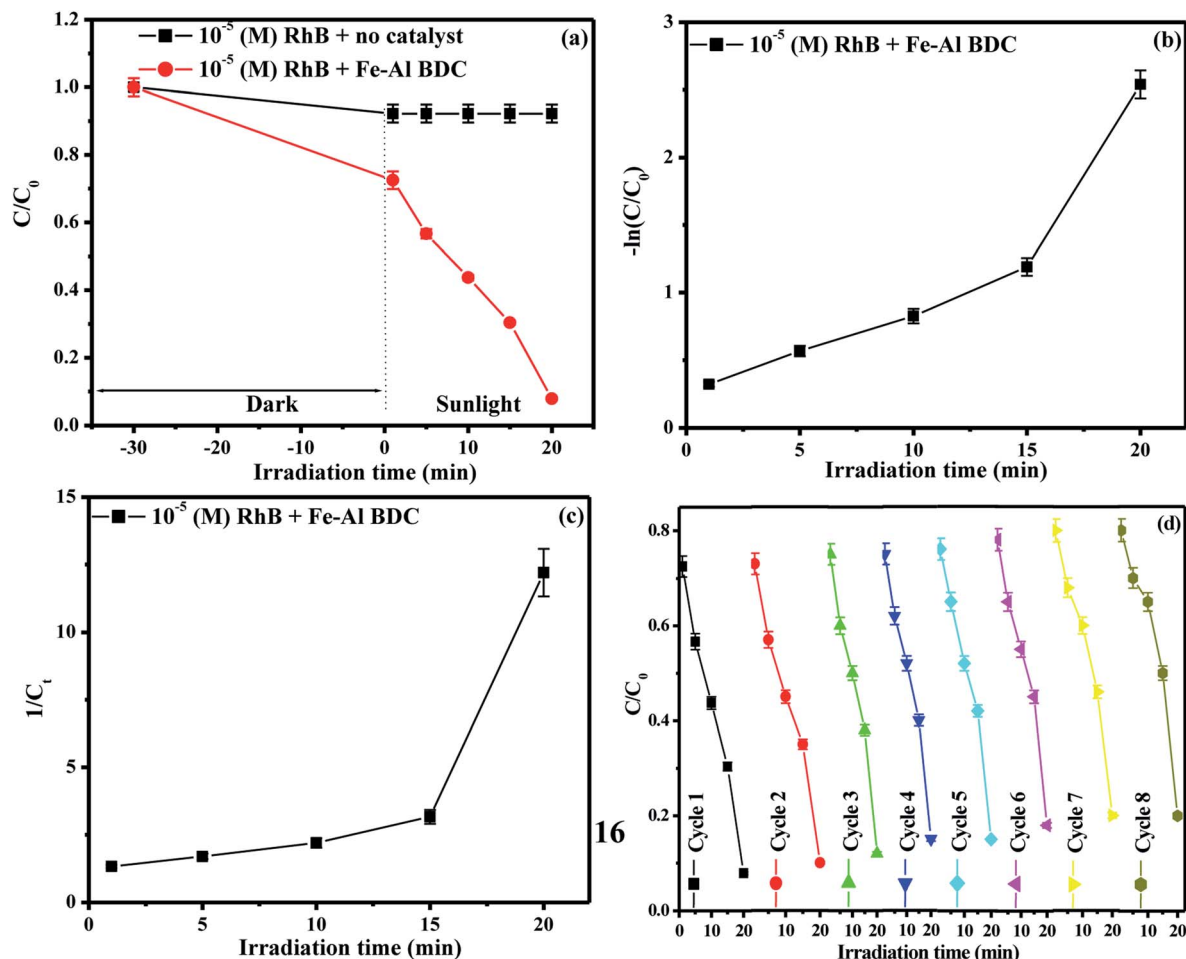 (a)
10⁻⁵ (M) RhB + no catalyst
10⁻⁵ (M) RhB + Fe-Al BDC
C/C₀
1.2
1.0
0.8
0.6
0.4
0.2
0.0
Dark
Sunlight
-30 -20 -10 0 10 20
Irradiation time (min)
(b)
10⁻⁵ (M) RhB + Fe-Al BDC
-ln(C/C₀)
3
2
1
0
0 5 10 15 20
Irradiation time (min)
(c)
10⁻⁵ (M) RhB + Fe-Al BDC
1/Cₜ
15
10
5
0
0 5 10 15 20
Irradiation time (min)
16
(d)
C/C₀
0.8
0.6
0.4
0.2
0.0
Cycle 1
Cycle 2
Cycle 3
Cycle 4
Cycle 5
Cycle 6
Cycle 7
Cycle 8
0 10 20 10 20 10 20 10 20 10 20 10 20 10 20 10 20
Irradiation time (min)